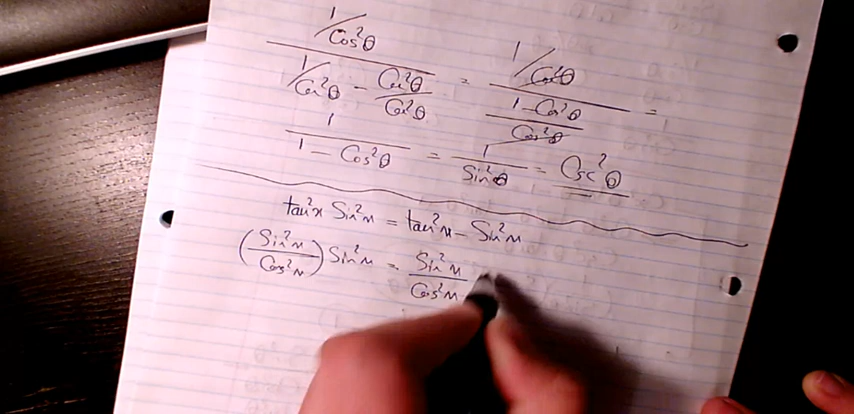 1/Cos²θ / (1/Cos²θ - Cos²θ/Cos²θ) = 1/Cos²θ / ((1-Cos²θ)/Cos²θ) =
1/(1-Cos²θ) = 1/Sin²θ = Csc²θ
tan²x Sin²x = tan²x - Sin²x
(Sin²x/Cos²x) Sin²x = Sin²x/Cos²x